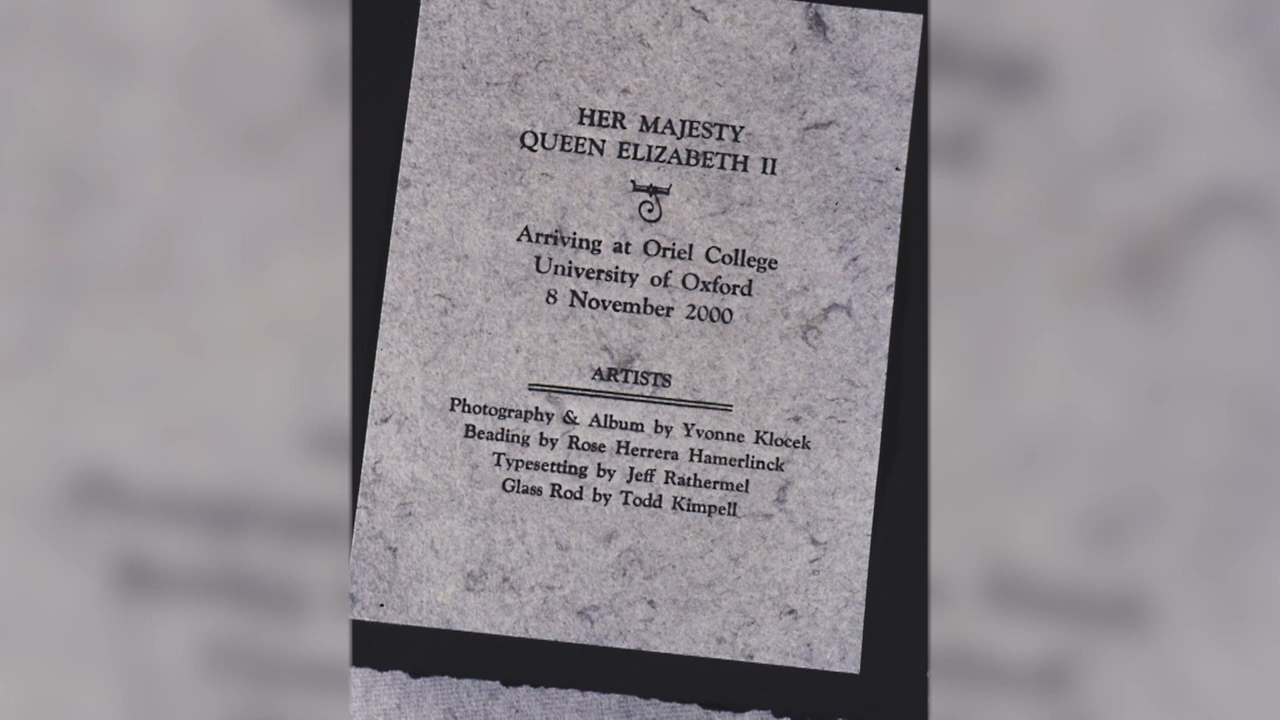 HER MAJESTY
QUEEN ELIZABETH II
Arriving at Oriel College
University of Oxford
8 November 2000
ARTISTS
Photography & Album by Yvonne Klocek
Beading by Rose Herrera Hamerlinck
Typesetting by Jeff Rathermel
Glass Rod by Todd Kimpell